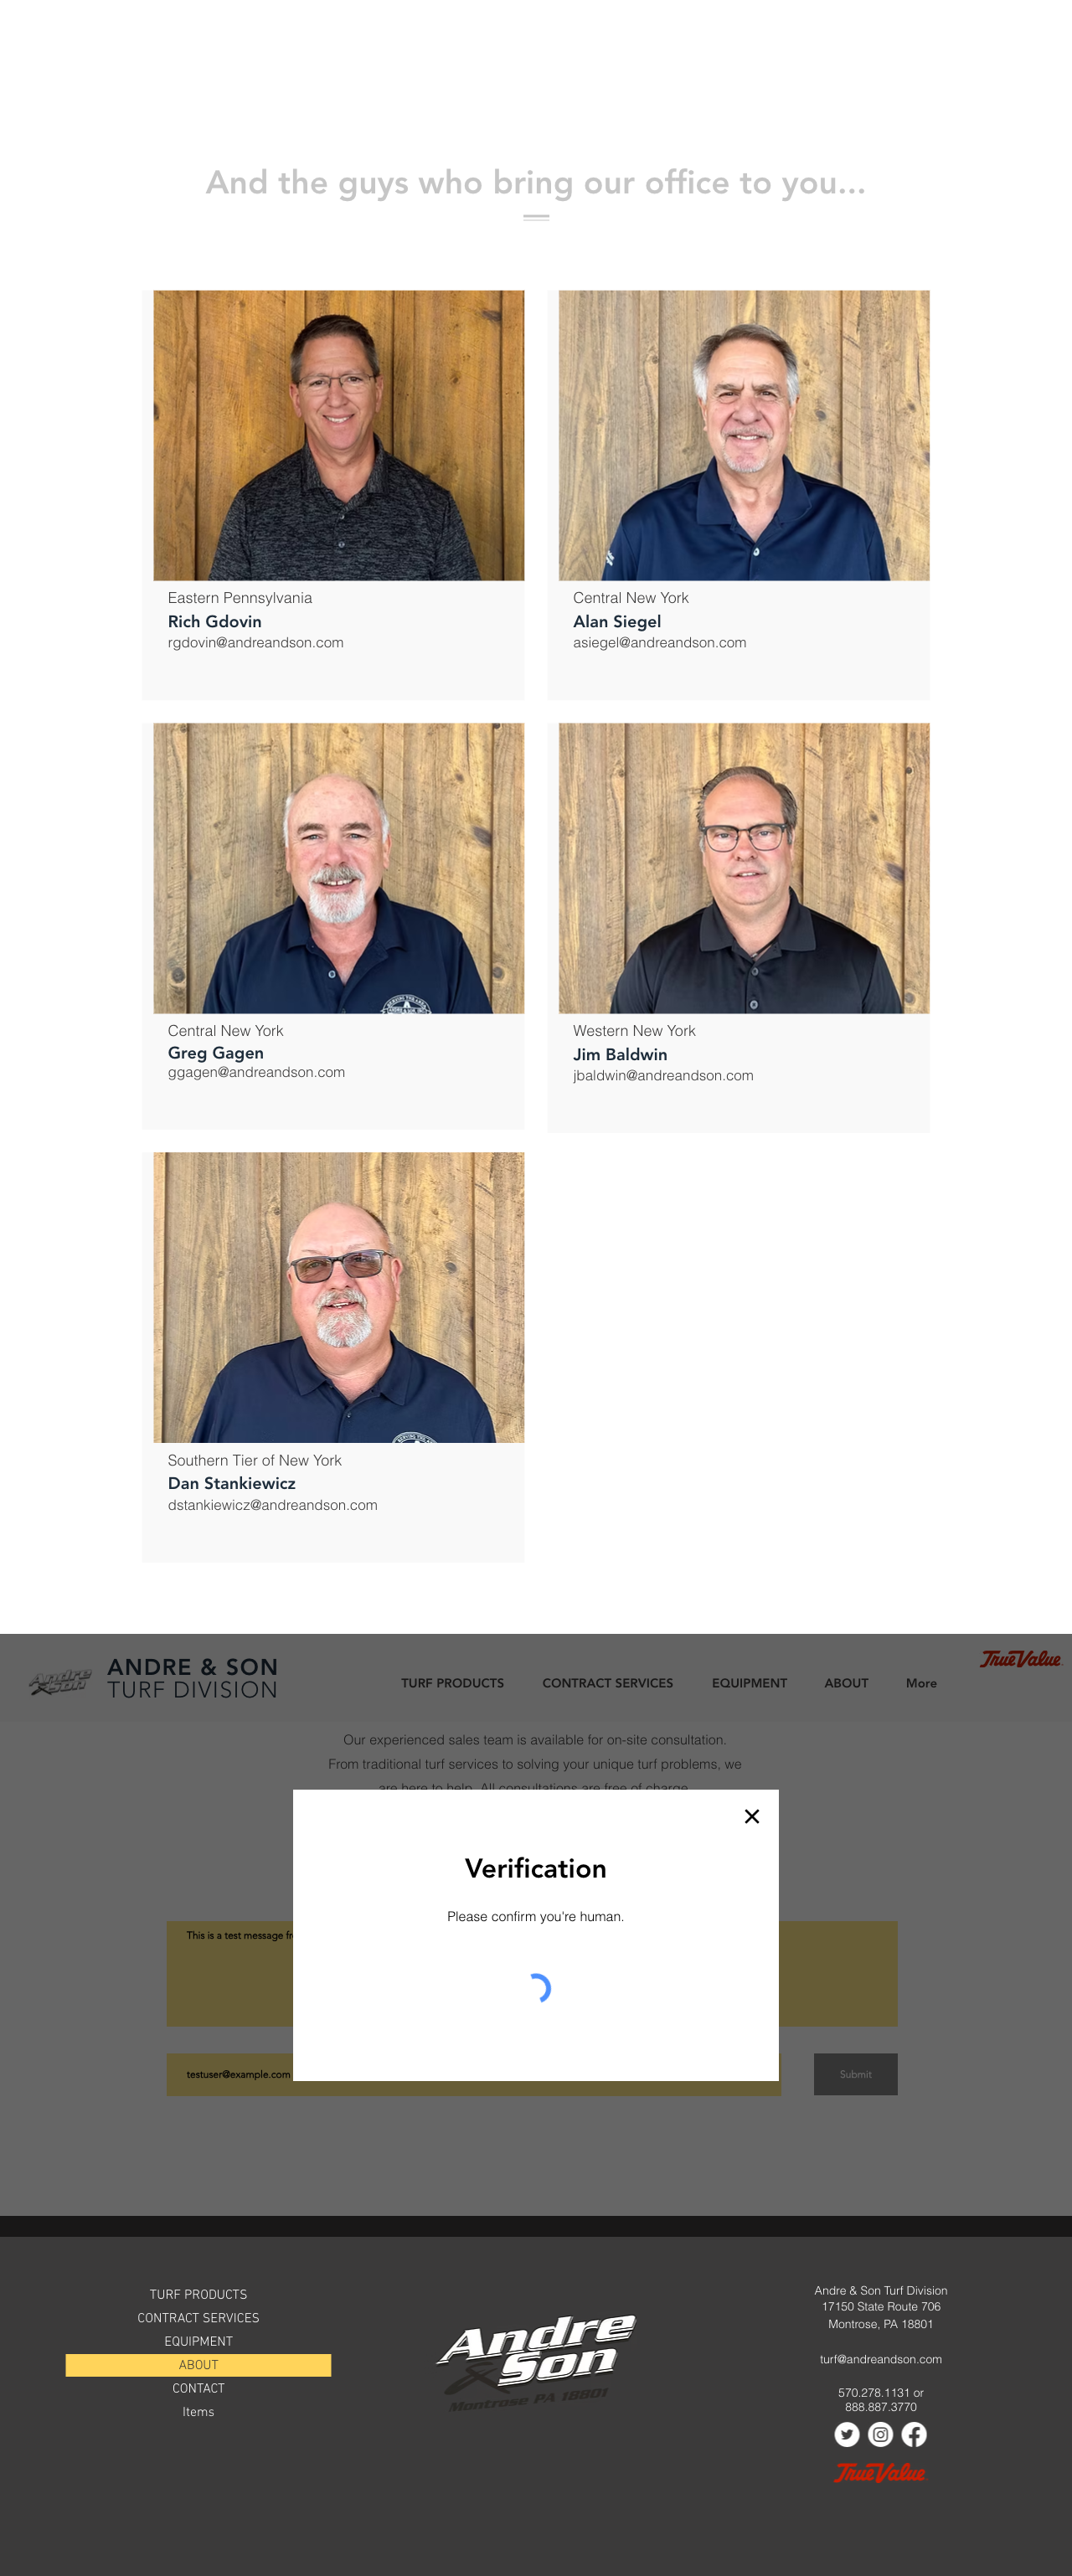 And the guys who bring our office to you...
Eastern Pennsylvania
Rich Gdovin
rgdovin@andreandson.com
Central New York
Alan Siegel
asiegel@andreandson.com
Central New York
Greg Gagen
ggagen@andreandson.com
Western New York
Jim Baldwin
jbaldwin@andreandson.com
Southern Tier of New York
Dan Stankiewicz
dstankiewicz@andreandson.com
Andre
& Son
ANDRE & SON
TURF DIVISION
TURF PRODUCTS
CONTRACT SERVICES
EQUIPMENT
ABOUT
More
True Value
Our experienced sales team is available for on-site consultation.
From traditional turf services to solving your unique turf problems, we
are here to help. All consultations are free of charge.
Verification
Please confirm you're human.
This is a test message
testuser@example.com
Submit
TURF PRODUCTS
CONTRACT SERVICES
EQUIPMENT
ABOUT
CONTACT
Items
Andre
& Son
Montrose PA 18801
Andre & Son Turf Division
17150 State Route 706
Montrose, PA 18801
turf@andreandson.com
570.278.1131 or
888.887.3770
True Value